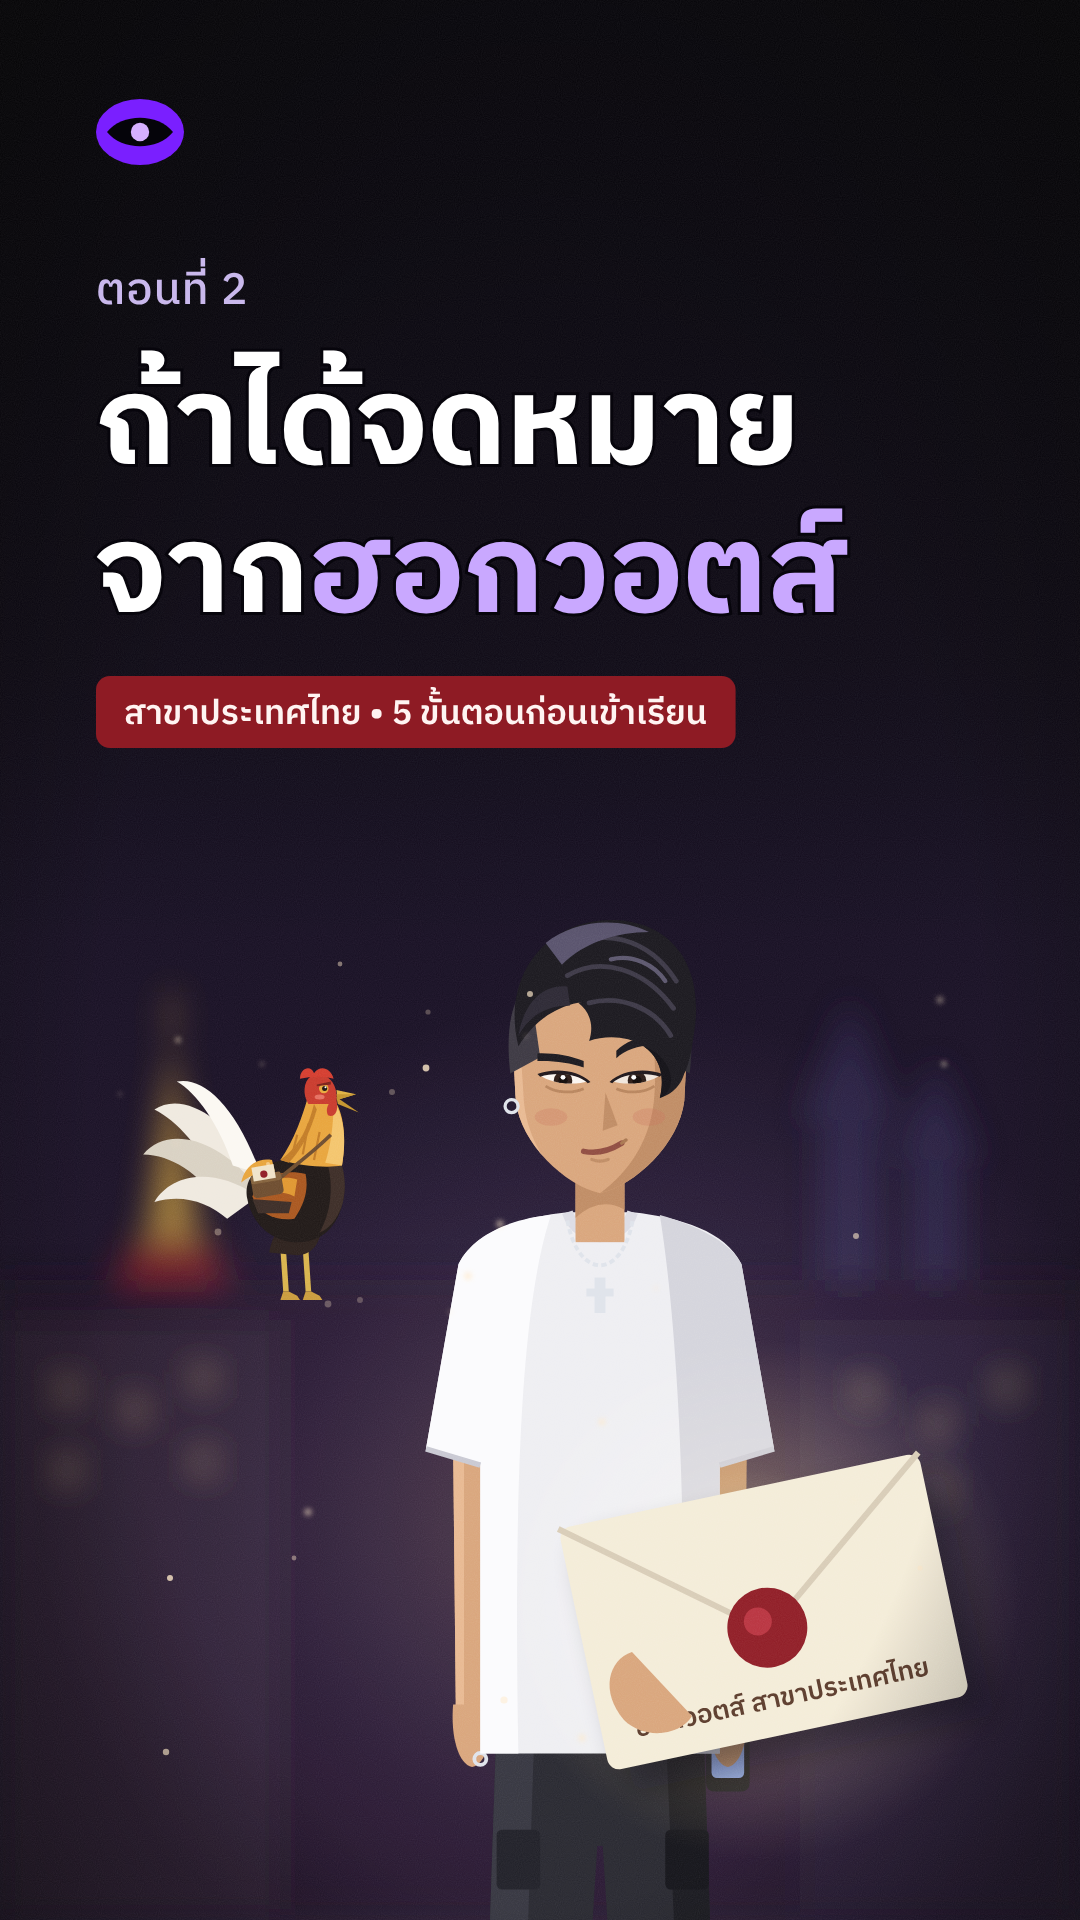 ตอนที่ 2
ถ้าได้จดหมาย
จากฮอกวอตส์
สาขาประเทศไทย • 5 ขั้นตอนก่อนเข้าเรียน
วอตส์ สาขาประเทศไทย